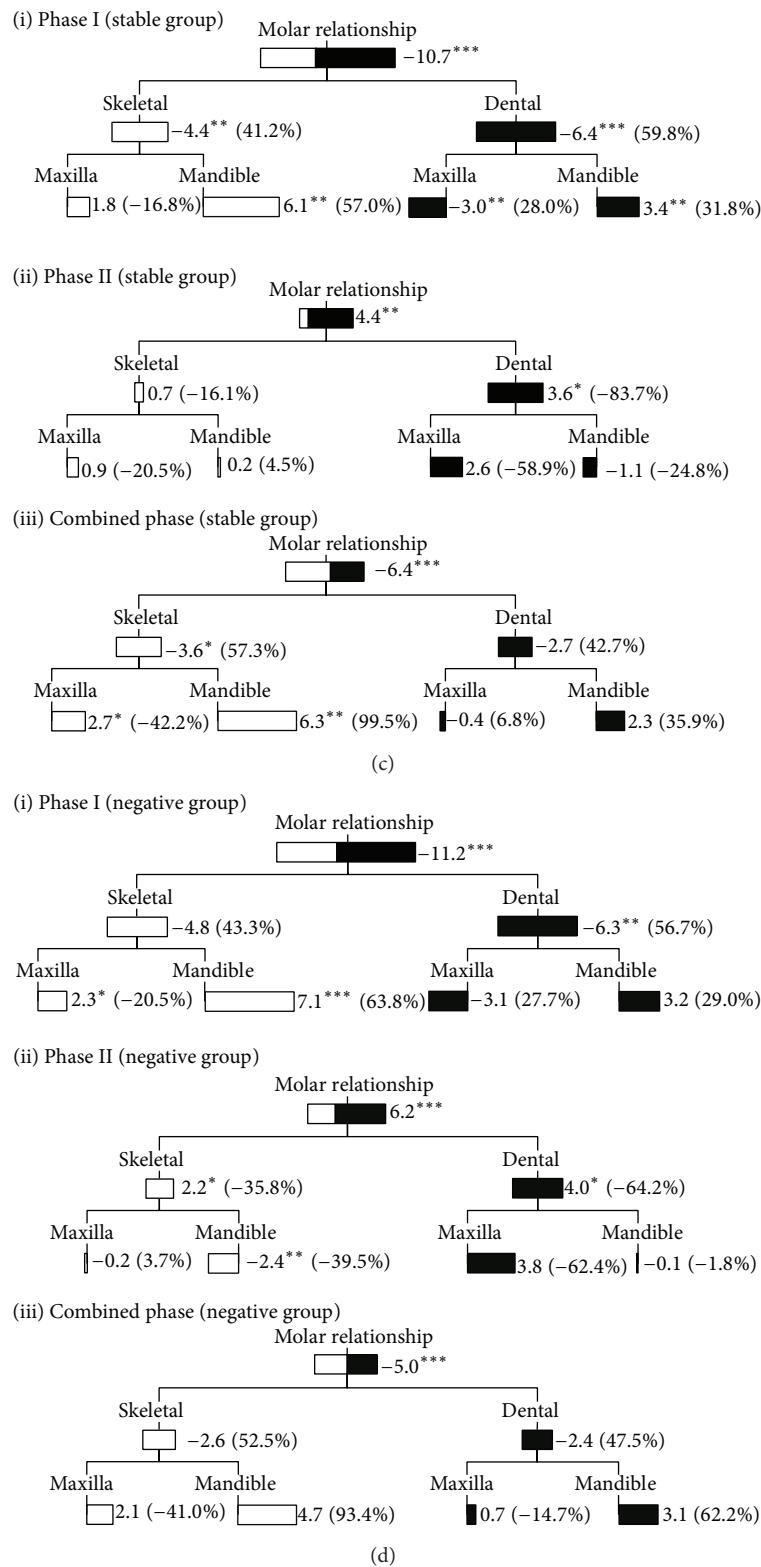 (i) Phase I (stable group)
Molar relationship
−10.7***
Skeletal Dental
−4.4** (41.2%) −6.4*** (59.8%)
Maxilla Mandible Maxilla Mandible
1.8 (−16.8%) 6.1** (57.0%) −3.0** (28.0%) 3.4** (31.8%)
(ii) Phase II (stable group)
Molar relationship
4.4**
Skeletal Dental
0.7 (−16.1%) 3.6* (−83.7%)
Maxilla Mandible Maxilla Mandible
0.9 (−20.5%) 0.2 (4.5%) 2.6 (−58.9%) −1.1 (−24.8%)
(iii) Combined phase (stable group)
Molar relationship
−6.4***
Skeletal Dental
−3.6* (57.3%) −2.7 (42.7%)
Maxilla Mandible Maxilla Mandible
2.7* (−42.2%) 6.3** (99.5%) −0.4 (6.8%) 2.3 (35.9%)
(c)
(i) Phase I (negative group)
Molar relationship
−11.2***
Skeletal Dental
−4.8 (43.3%) −6.3** (56.7%)
Maxilla Mandible Maxilla Mandible
2.3* (−20.5%) 7.1*** (63.8%) −3.1 (27.7%) 3.2 (29.0%)
(ii) Phase II (negative group)
Molar relationship
6.2***
Skeletal Dental
2.2* (−35.8%) 4.0* (−64.2%)
Maxilla Mandible Maxilla Mandible
−0.2 (3.7%) −2.4** (−39.5%) 3.8 (−62.4%) −0.1 (−1.8%)
(iii) Combined phase (negative group)
Molar relationship
−5.0***
Skeletal Dental
−2.6 (52.5%) −2.4 (47.5%)
Maxilla Mandible Maxilla Mandible
2.1 (−41.0%) 4.7 (93.4%) 0.7 (−14.7%) 3.1 (62.2%)
(d)